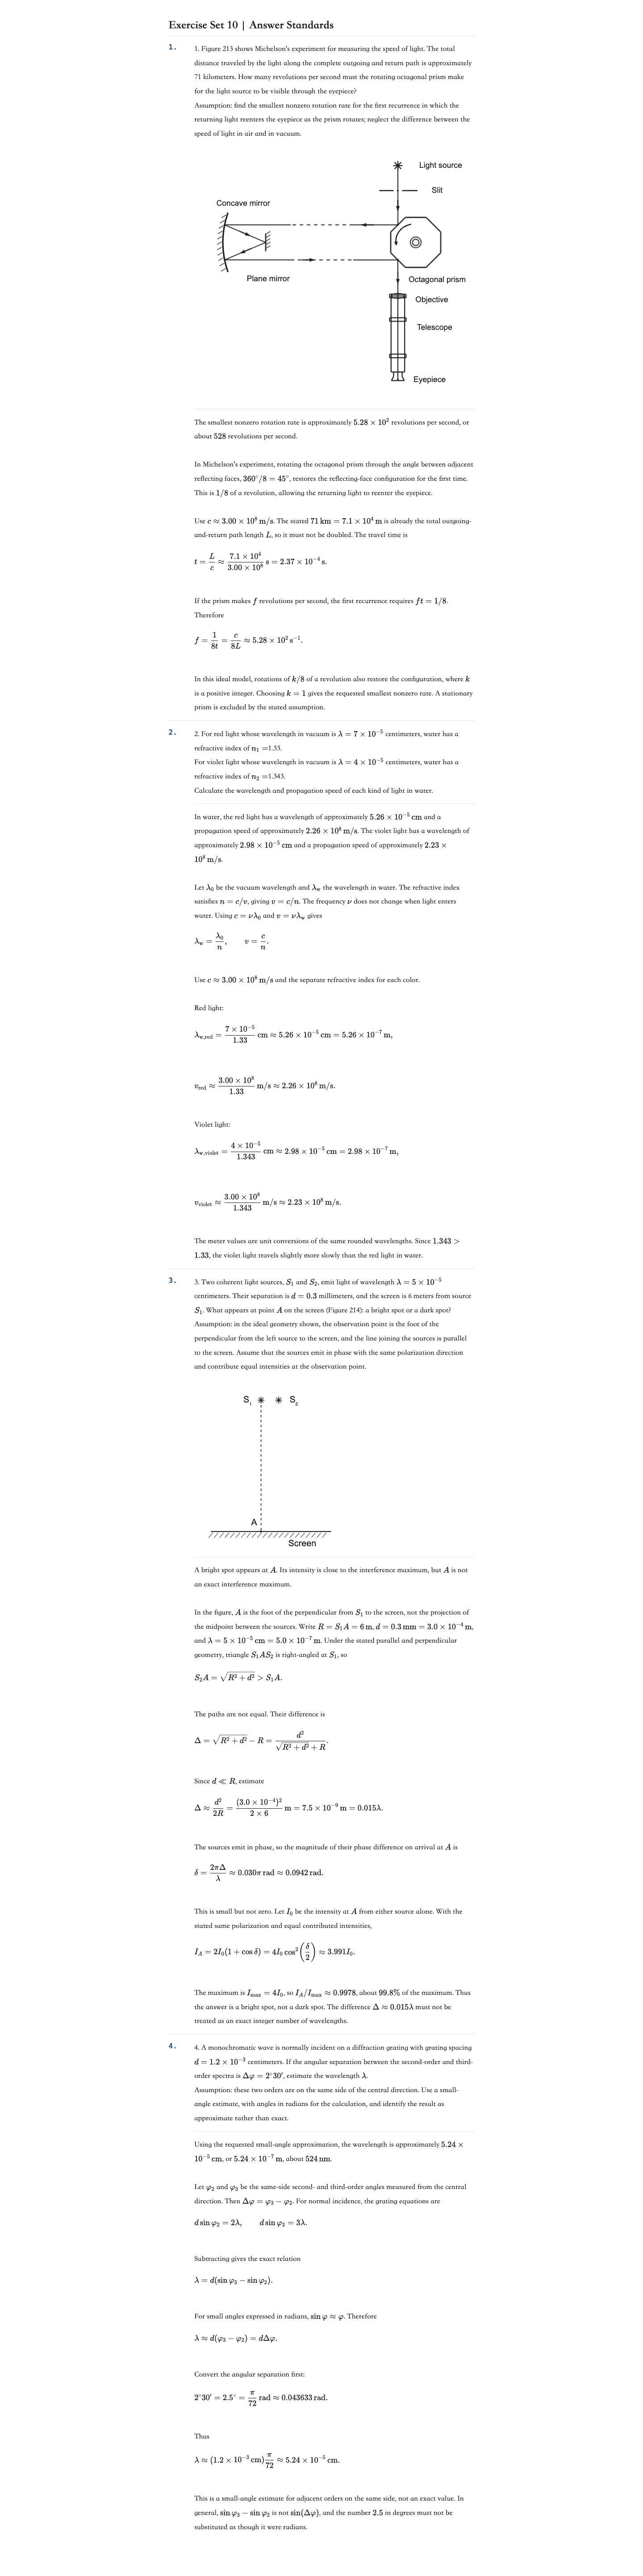 Exercise Set 10 | Answer Standards
1.
1. Figure 213 shows Michelson's experiment for measuring the speed of light. The total
distance traveled by the light along the complete outgoing and return path is approximately
71 kilometers. How many revolutions per second must the rotating octagonal prism make
for the light source to be visible through the eyepiece?
Assumption: find the smallest nonzero rotation rate for the first recurrence in which the
returning light reenters the eyepiece as the prism rotates; neglect the difference between the
speed of light in air and in vacuum.
Light source
Slit
Concave mirror
Plane mirror
Octagonal prism
Objective
Telescope
Eyepiece
The smallest nonzero rotation rate is approximately 5.28 × 10² revolutions per second, or
about 528 revolutions per second.
In Michelson's experiment, rotating the octagonal prism through the angle between adjacent
reflecting faces, 360°/8 = 45°, restores the reflecting-face configuration for the first time.
This is 1/8 of a revolution, allowing the returning light to reenter the eyepiece.
Use c ≈ 3.00 × 10⁸ m/s. The stated 71 km = 7.1 × 10⁴ m is already the total outgoing-
and-return path length L, so it must not be doubled. The travel time is
t = L/c ≈ (7.1 × 10⁴)/(3.00 × 10⁸) s = 2.37 × 10⁻⁴ s.
If the prism makes f revolutions per second, the first recurrence requires ft = 1/8.
Therefore
f = 1/(8t) = c/(8L) ≈ 5.28 × 10² s⁻¹.
In this ideal model, rotations of k/8 of a revolution also restore the configuration, where k
is a positive integer. Choosing k = 1 gives the requested smallest nonzero rate. A stationary
prism is excluded by the stated assumption.
2.
2. For red light whose wavelength in vacuum is λ = 7 × 10⁻⁵ centimeters, water has a
refractive index of n₁ =1.33.
For violet light whose wavelength in vacuum is λ = 4 × 10⁻⁵ centimeters, water has a
refractive index of n₂ =1.343.
Calculate the wavelength and propagation speed of each kind of light in water.
In water, the red light has a wavelength of approximately 5.26 × 10⁻⁵ cm and a
propagation speed of approximately 2.26 × 10⁸ m/s. The violet light has a wavelength of
approximately 2.98 × 10⁻⁵ cm and a propagation speed of approximately 2.23 ×
10⁸ m/s.
Let λ₀ be the vacuum wavelength and λ_w the wavelength in water. The refractive index
satisfies n = c/v, giving v = c/n. The frequency ν does not change when light enters
water. Using c = νλ₀ and v = νλ_w gives
λ_w = λ₀/n, v = c/n.
Use c ≈ 3.00 × 10⁸ m/s and the separate refractive index for each color.
Red light:
λ_w,red = (7 × 10⁻⁵)/1.33 cm ≈ 5.26 × 10⁻⁵ cm = 5.26 × 10⁻⁷ m,
v_red ≈ (3.00 × 10⁸)/1.33 m/s ≈ 2.26 × 10⁸ m/s.
Violet light:
λ_w,violet = (4 × 10⁻⁵)/1.343 cm ≈ 2.98 × 10⁻⁵ cm = 2.98 × 10⁻⁷ m,
v_violet ≈ (3.00 × 10⁸)/1.343 m/s ≈ 2.23 × 10⁸ m/s.
The meter values are unit conversions of the same rounded wavelengths. Since 1.343 >
1.33, the violet light travels slightly more slowly than the red light in water.
3.
3. Two coherent light sources, S₁ and S₂, emit light of wavelength λ = 5 × 10⁻⁵
centimeters. Their separation is d = 0.3 millimeters, and the screen is 6 meters from source
S₁. What appears at point A on the screen (Figure 214): a bright spot or a dark spot?
Assumption: in the ideal geometry shown, the observation point is the foot of the
perpendicular from the left source to the screen, and the line joining the sources is parallel
to the screen. Assume that the sources emit in phase with the same polarization direction
and contribute equal intensities at the observation point.
S₁ S₂
A
Screen
A bright spot appears at A. Its intensity is close to the interference maximum, but A is not
an exact interference maximum.
In the figure, A is the foot of the perpendicular from S₁ to the screen, not the projection of
the midpoint between the sources. Write R = S₁A = 6 m, d = 0.3 mm = 3.0 × 10⁻⁴ m,
and λ = 5 × 10⁻⁵ cm = 5.0 × 10⁻⁷ m. Under the stated parallel and perpendicular
geometry, triangle S₁AS₂ is right-angled at S₁, so
S₂A = √(R² + d²) > S₁A.
The paths are not equal. Their difference is
Δ = √(R² + d²) − R = d²/(√(R² + d²) + R).
Since d ≪ R, estimate
Δ ≈ d²/(2R) = (3.0 × 10⁻⁴)²/(2 × 6) m = 7.5 × 10⁻⁹ m = 0.015λ.
The sources emit in phase, so the magnitude of their phase difference on arrival at A is
δ = 2πΔ/λ ≈ 0.030π rad ≈ 0.0942 rad.
This is small but not zero. Let I₀ be the intensity at A from either source alone. With the
stated same polarization and equal contributed intensities,
I_A = 2I₀(1 + cos δ) = 4I₀ cos²(δ/2) ≈ 3.991I₀.
The maximum is I_max = 4I₀, so I_A/I_max ≈ 0.9978, about 99.8% of the maximum. Thus
the answer is a bright spot, not a dark spot. The difference Δ ≈ 0.015λ must not be
treated as an exact integer number of wavelengths.
4.
4. A monochromatic wave is normally incident on a diffraction grating with grating spacing
d = 1.2 × 10⁻³ centimeters. If the angular separation between the second-order and third-
order spectra is Δφ = 2°30′, estimate the wavelength λ.
Assumption: these two orders are on the same side of the central direction. Use a small-
angle estimate, with angles in radians for the calculation, and identify the result as
approximate rather than exact.
Using the requested small-angle approximation, the wavelength is approximately 5.24 ×
10⁻⁵ cm, or 5.24 × 10⁻⁷ m, about 524 nm.
Let φ₂ and φ₃ be the same-side second- and third-order angles measured from the central
direction. Then Δφ = φ₃ − φ₂. For normal incidence, the grating equations are
d sin φ₂ = 2λ, d sin φ₃ = 3λ.
Subtracting gives the exact relation
λ = d(sin φ₃ − sin φ₂).
For small angles expressed in radians, sin φ ≈ φ. Therefore
λ ≈ d(φ₃ − φ₂) = dΔφ.
Convert the angular separation first:
2°30′ = 2.5° = π/72 rad ≈ 0.043633 rad.
Thus
λ ≈ (1.2 × 10⁻³ cm) π/72 ≈ 5.24 × 10⁻⁵ cm.
This is a small-angle estimate for adjacent orders on the same side, not an exact value. In
general, sin φ₃ − sin φ₂ is not sin(Δφ), and the number 2.5 in degrees must not be
substituted as though it were radians.